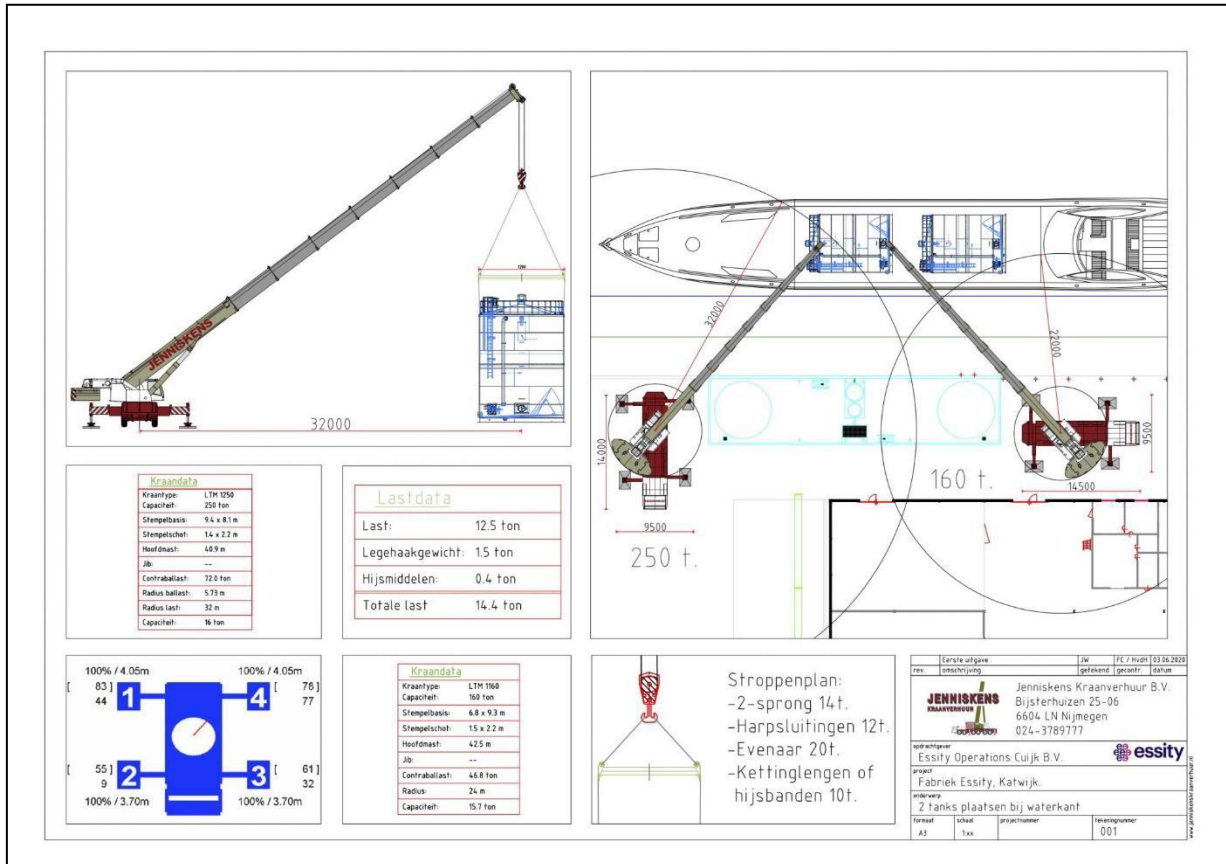 JENNISKENS
7200
32000
32000
22000
14000
9500
250 t.
160 t.
14500
9500
Kraandata
Kraantype: LTM 1250
Capaciteit: 250 ton
Stempelbasis: 9.4 x 8.1 m
Stempelschot: 1.4 x 2.2 m
Hoofdmast: 40.9 m
Jib: --
Contraballast: 72.0 ton
Radius ballast: 5.73 m
Radius last: 32 m
Capaciteit: 16 ton
Lastdata
Last: 12.5 ton
Legehaakgewicht: 1.5 ton
Hijsmiddelen: 0.4 ton
Totale last 14.4 ton
100% / 4.05m 100% / 4.05m
[ 83 ] 1 4 [ 76 ]
44 77
[ 55 ] 2 3 [ 61 ]
9 32
100% / 3.70m 100% / 3.70m
Kraandata
Kraantype: LTM 1160
Capaciteit: 160 ton
Stempelbasis: 6.8 x 9.3 m
Stempelschot: 1.5 x 2.2 m
Hoofdmast: 42.5 m
Jib: --
Contraballast: 46.8 ton
Radius: 24 m
Capaciteit: 15.7 ton
Stroppenplan:
-2-sprong 14t.
-Harpsluitingen 12t.
-Evenaar 20t.
-Kettinglengen of
hijsbanden 10t.
Eerste uitgave JW FC / HvdH 03.06.2020
rev. omschrijving getekend gecontr. datum
JENNISKENS
KRAANVERHUUR
Jenniskens Kraanverhuur B.V.
Bijsterhuizen 25-06
6604 LN Nijmegen
024-3789777
opdrachtgever
Essity Operations Cuijk B.V.
essity
project
Fabriek Essity, Katwijk.
onderwerp
2 tanks plaatsen bij waterkant
formaat schaal projectnummer tekeningnummer
A3 1:xx 001
www.jenniskenskraanverhuur.nl